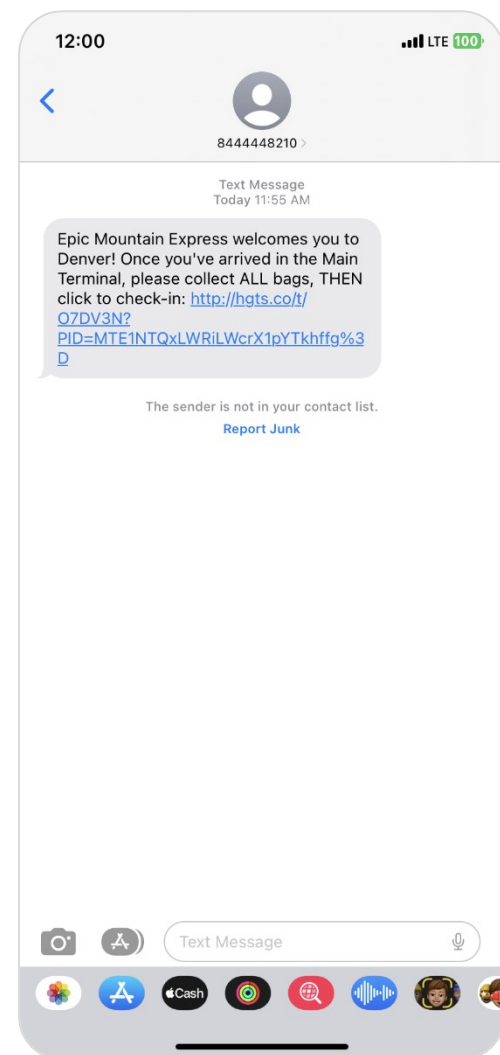 12:00
LTE 100
8444448210 >
Text Message
Today 11:55 AM
Epic Mountain Express welcomes you to
Denver! Once you've arrived in the Main
Terminal, please collect ALL bags, THEN
click to check-in: http://hgts.co/t/
O7DV3N?
PID=MTE1NTQxLWRiLWcrX1pYTkhffg%3
D
The sender is not in your contact list.
Report Junk
Text Message
Cash